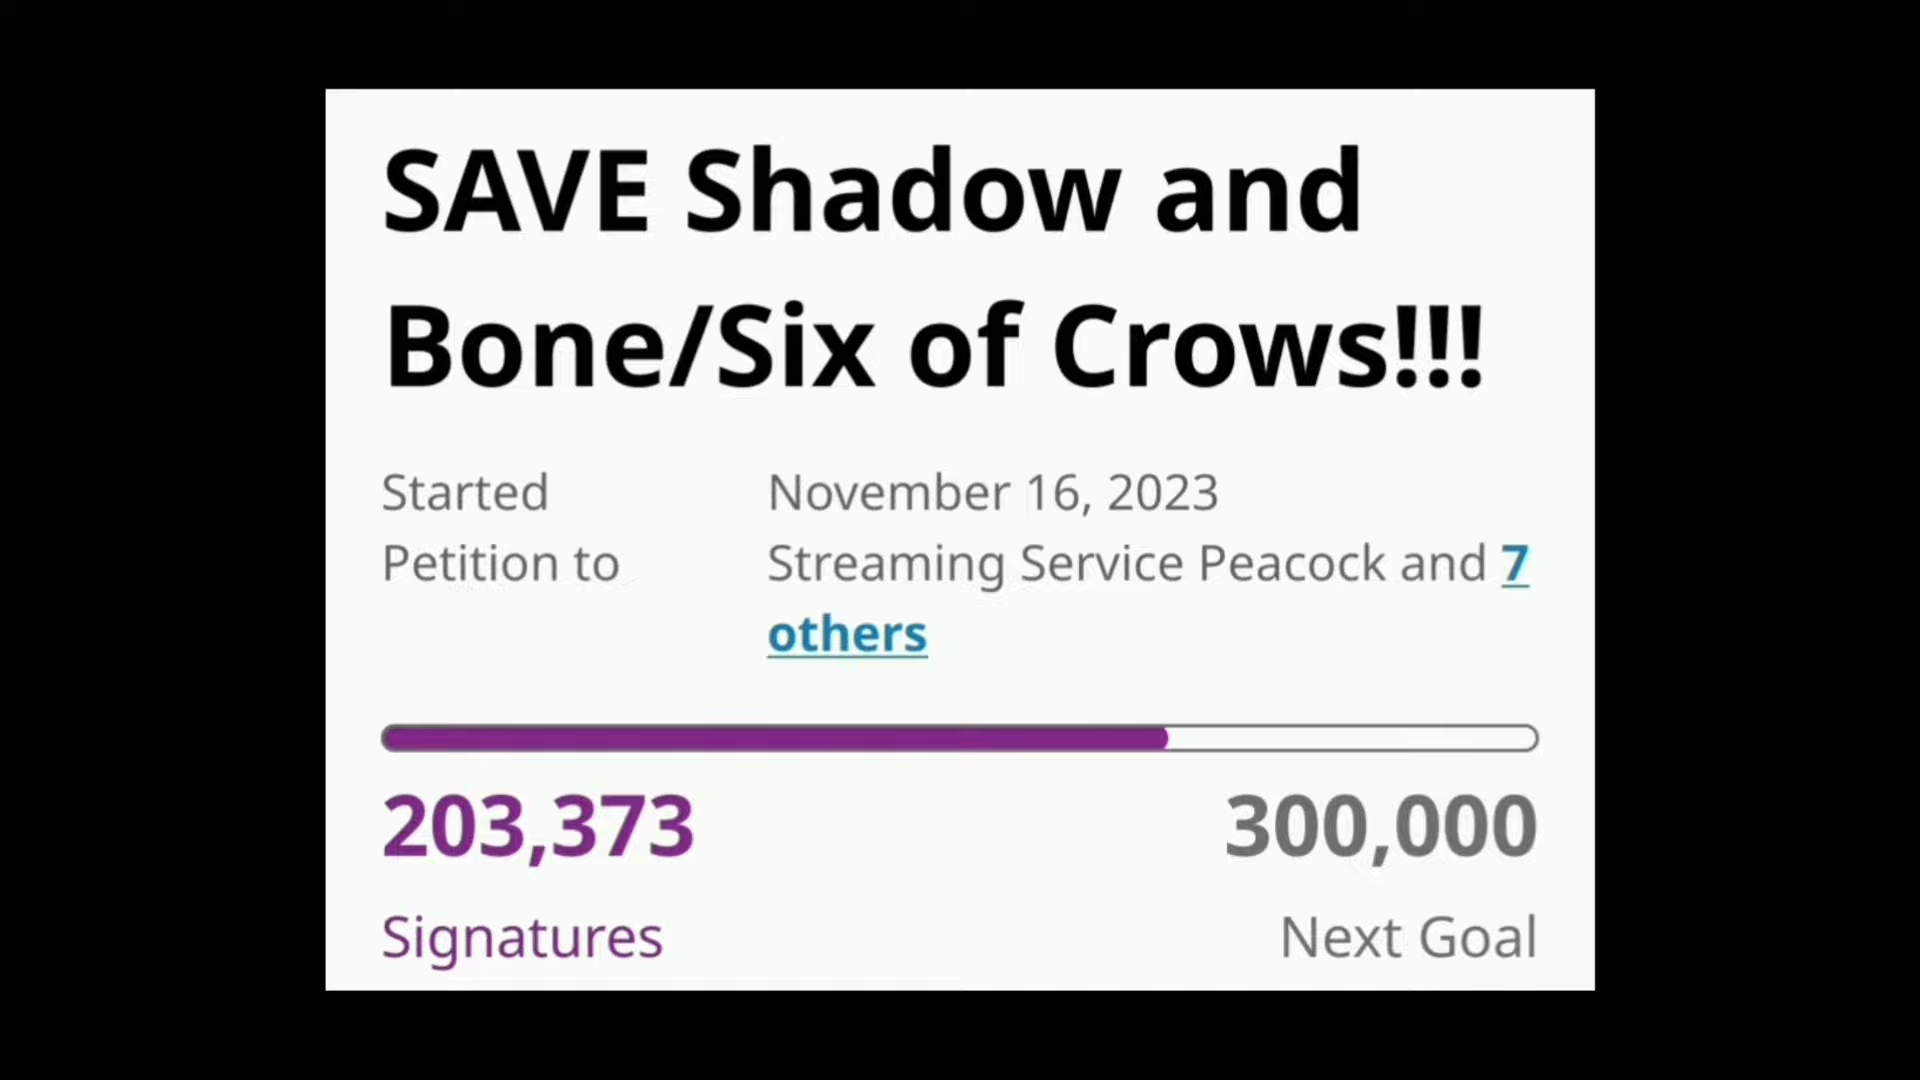 SAVE Shadow and
Bone/Six of Crows!!!
Started November 16, 2023
Petition to Streaming Service Peacock and 7
others
203,373 300,000
Signatures Next Goal